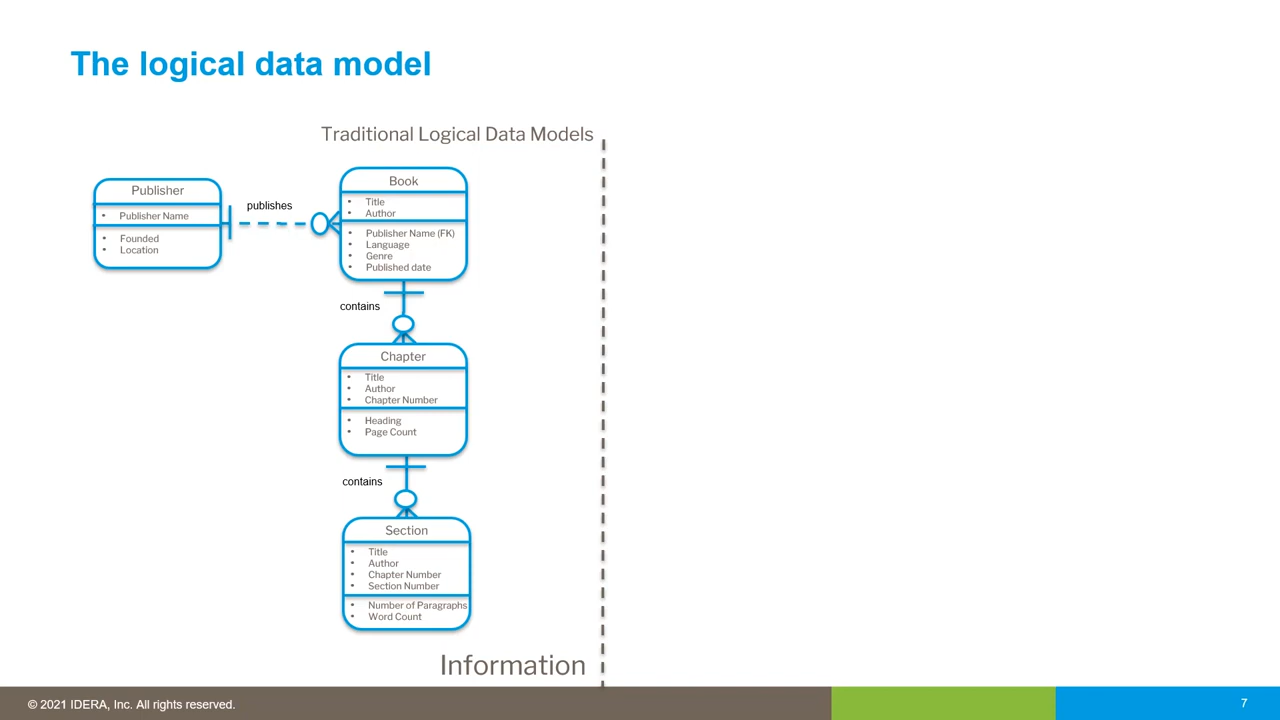 The logical data model
Traditional Logical Data Models
Publisher
• Publisher Name
• Founded
• Location
publishes
Book
• Title
• Author
• Publisher Name (FK)
• Language
• Genre
• Published date
contains
Chapter
• Title
• Author
• Chapter Number
• Heading
• Page Count
contains
Section
• Title
• Author
• Chapter Number
• Section Number
• Number of Paragraphs
• Word Count
Information
© 2021 IDERA, Inc. All rights reserved.
7